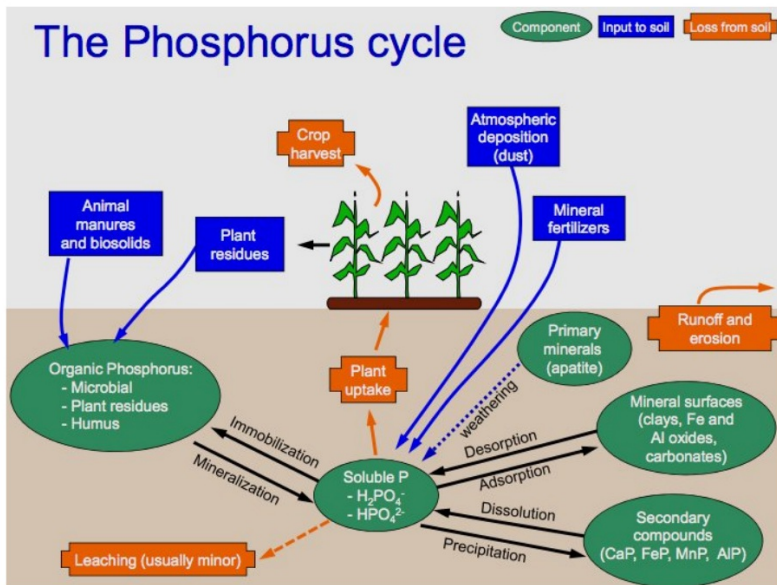 The Phosphorus cycle
Component
Input to soil
Loss from soil
Crop
harvest
Atmospheric
deposition
(dust)
Animal
manures
and biosolids
Plant
residues
Mineral
fertilizers
Runoff and
erosion
Primary
minerals
(apatite)
Organic Phosphorus:
- Microbial
- Plant residues
- Humus
Plant
uptake
weathering
Mineral surfaces
(clays, Fe and
Al oxides,
carbonates)
Immobilization
Mineralization
Desorption
Adsorption
Soluble P
- H₂PO₄⁻
- HPO₄²⁻
Dissolution
Precipitation
Secondary
compounds
(CaP, FeP, MnP, AlP)
Leaching (usually minor)